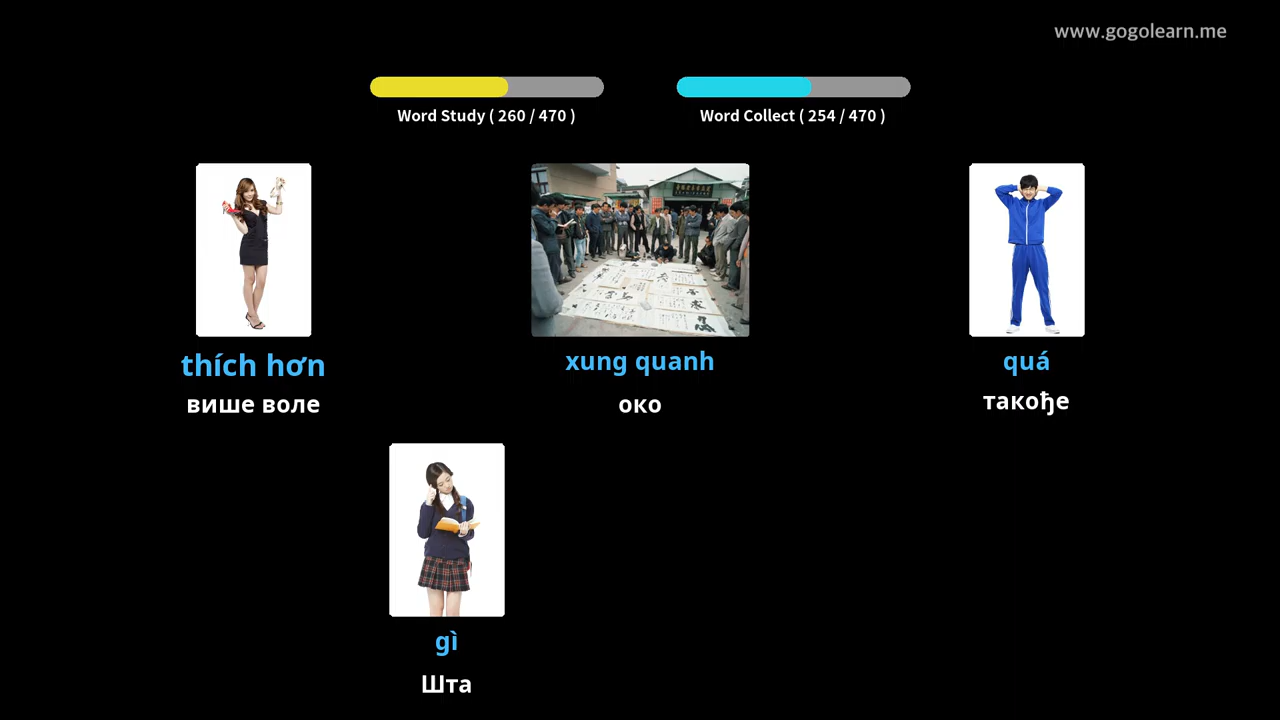 www.gogolearn.me
Word Study ( 260 / 470 )
Word Collect ( 254 / 470 )
thích hơn
више воле
xung quanh
око
quá
такође
gì
Шта